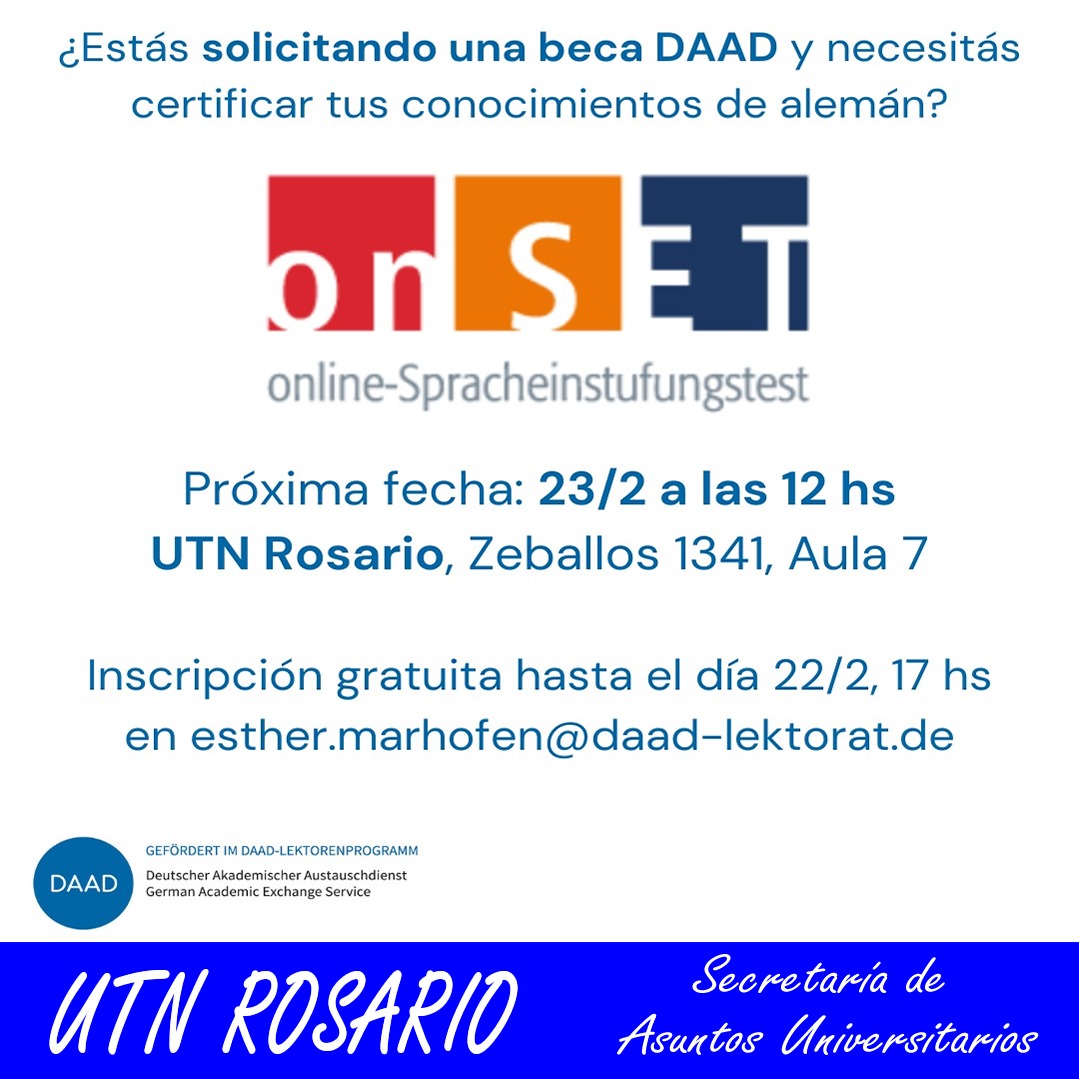 ¿Estás solicitando una beca DAAD y necesitás
certificar tus conocimientos de alemán?
onSET
online-Spracheinstufungstest
Próxima fecha: 23/2 a las 12 hs
UTN Rosario, Zeballos 1341, Aula 7
Inscripción gratuita hasta el día 22/2, 17 hs
en esther.marhofen@daad-lektorat.de
DAAD
GEFÖRDERT IM DAAD-LEKTORENPROGRAMM
Deutscher Akademischer Austauschdienst
German Academic Exchange Service
UTN ROSARIO
Secretaría de
Asuntos Universitarios